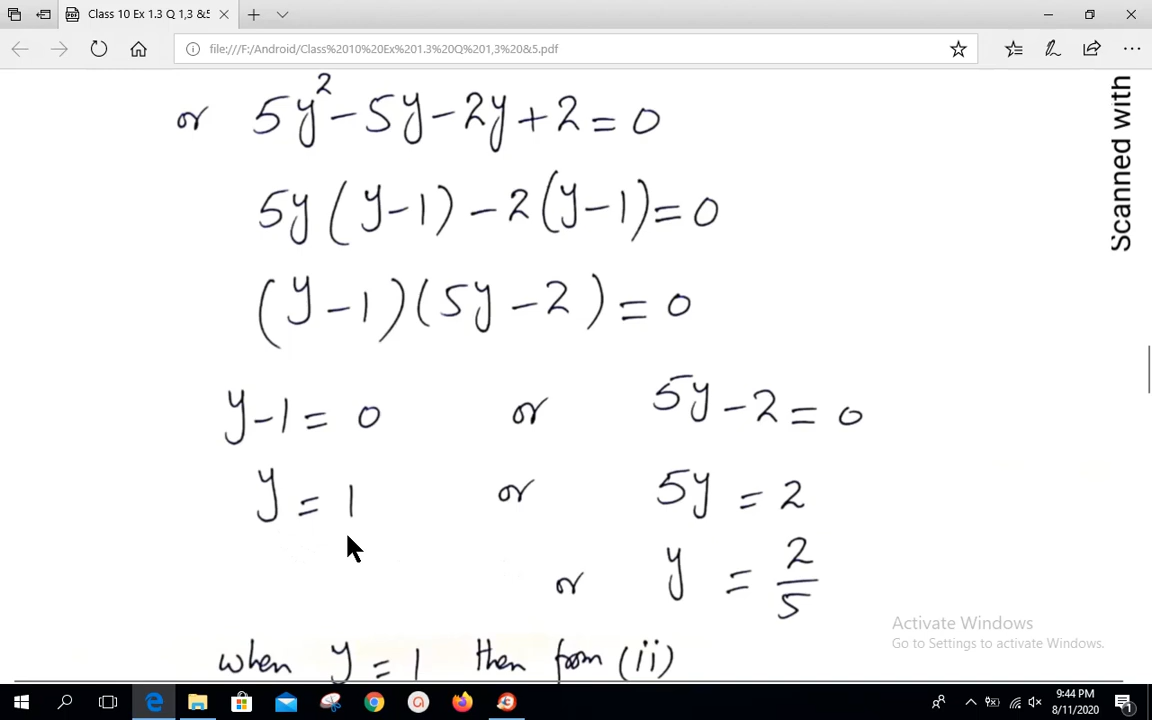 Class 10 Ex 1.3 Q 1,3 &5
file:///F:/Android/Class%2010%20Ex%201.3%20Q%201,3%20&5.pdf
or 5y² - 5y - 2y + 2 = 0
5y (y-1) - 2 (y-1) = 0
(y-1) (5y - 2) = 0
y-1 = 0 or 5y - 2 = 0
y = 1 or 5y = 2
or y = 2/5
when y = 1 then from (ii)
Scanned with
Activate Windows
Go to Settings to activate Windows.
9:44 PM
8/11/2020